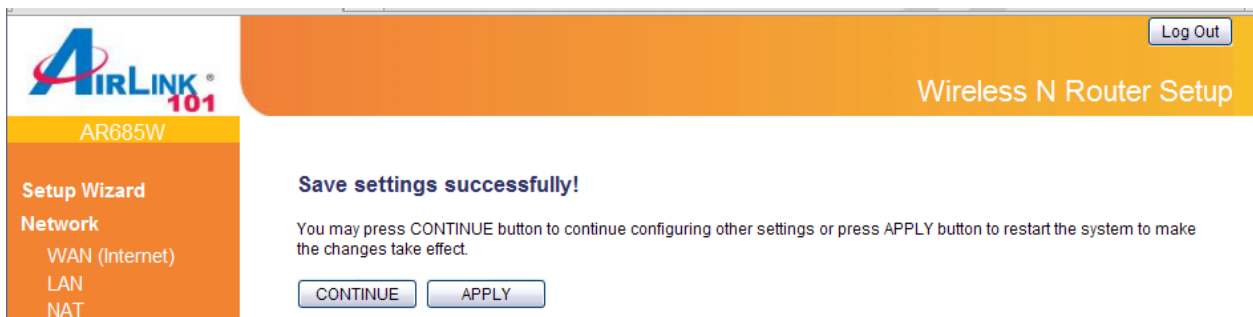 Log Out
AIRLINK ®
101
Wireless N Router Setup
AR685W
Setup Wizard
Network
WAN (Internet)
LAN
NAT
Save settings successfully!
You may press CONTINUE button to continue configuring other settings or press APPLY button to restart the system to make
the changes take effect.
CONTINUE APPLY